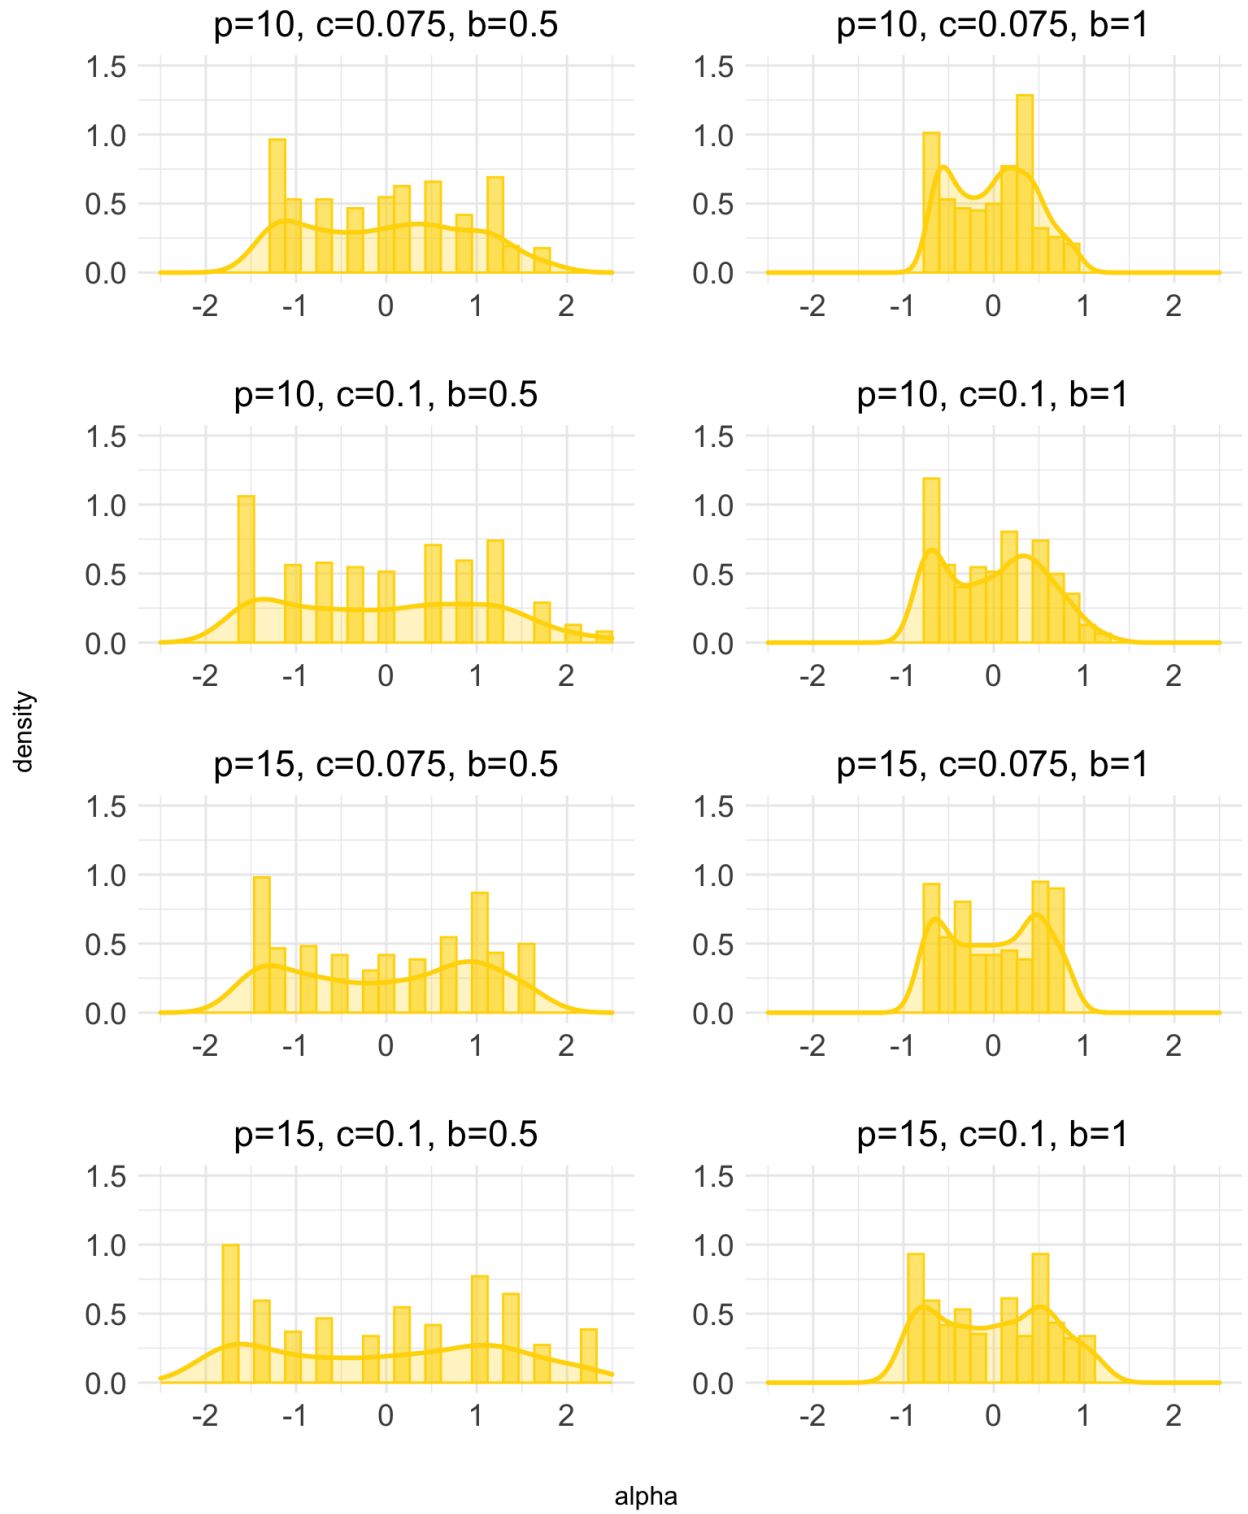 p=10, c=0.075, b=0.5
p=10, c=0.075, b=1
1.5
1.0
0.5
0.0
-2 -1 0 1 2
1.5
1.0
0.5
0.0
-2 -1 0 1 2
p=10, c=0.1, b=0.5
p=10, c=0.1, b=1
1.5
1.0
0.5
0.0
-2 -1 0 1 2
1.5
1.0
0.5
0.0
-2 -1 0 1 2
density
p=15, c=0.075, b=0.5
p=15, c=0.075, b=1
1.5
1.0
0.5
0.0
-2 -1 0 1 2
1.5
1.0
0.5
0.0
-2 -1 0 1 2
p=15, c=0.1, b=0.5
p=15, c=0.1, b=1
1.5
1.0
0.5
0.0
-2 -1 0 1 2
1.5
1.0
0.5
0.0
-2 -1 0 1 2
alpha